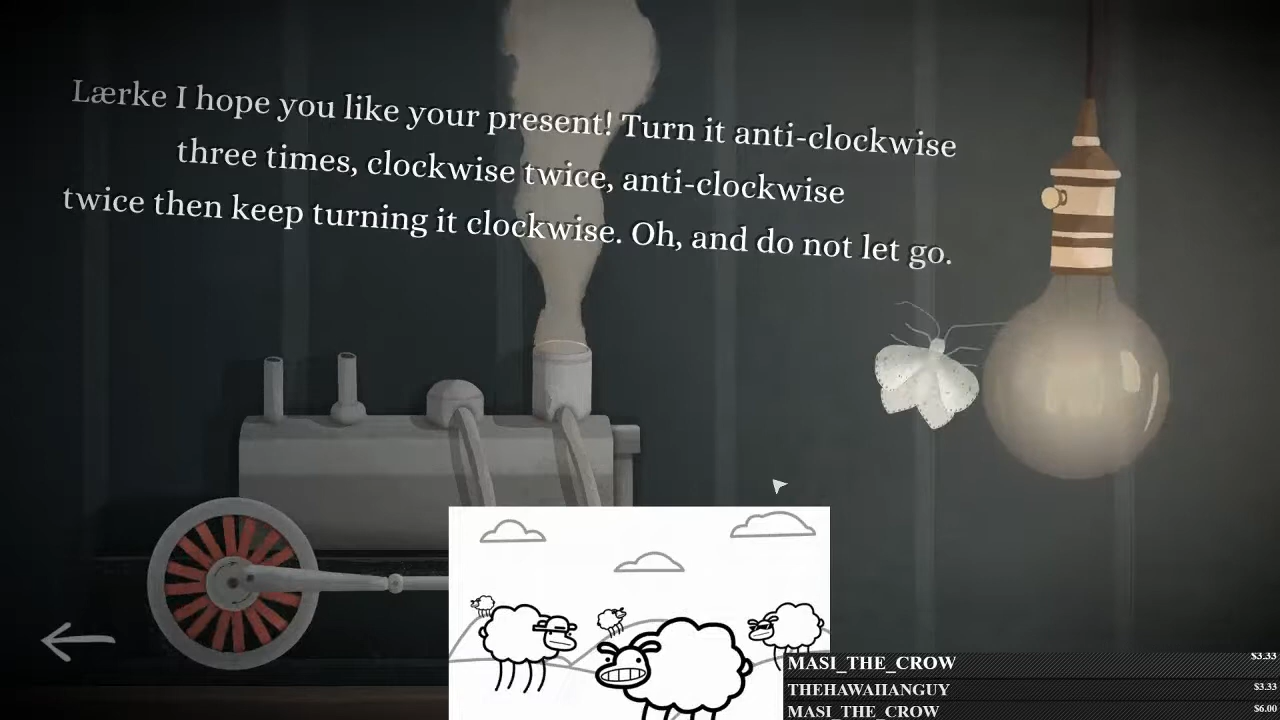 Lærke I hope you like your present! Turn it anti-clockwise
three times, clockwise twice, anti-clockwise
twice then keep turning it clockwise. Oh, and do not let go.
MASI_THE_CROW $3.33
THEHAWAIIANGUY $3.33
MASI_THE_CROW $6.00